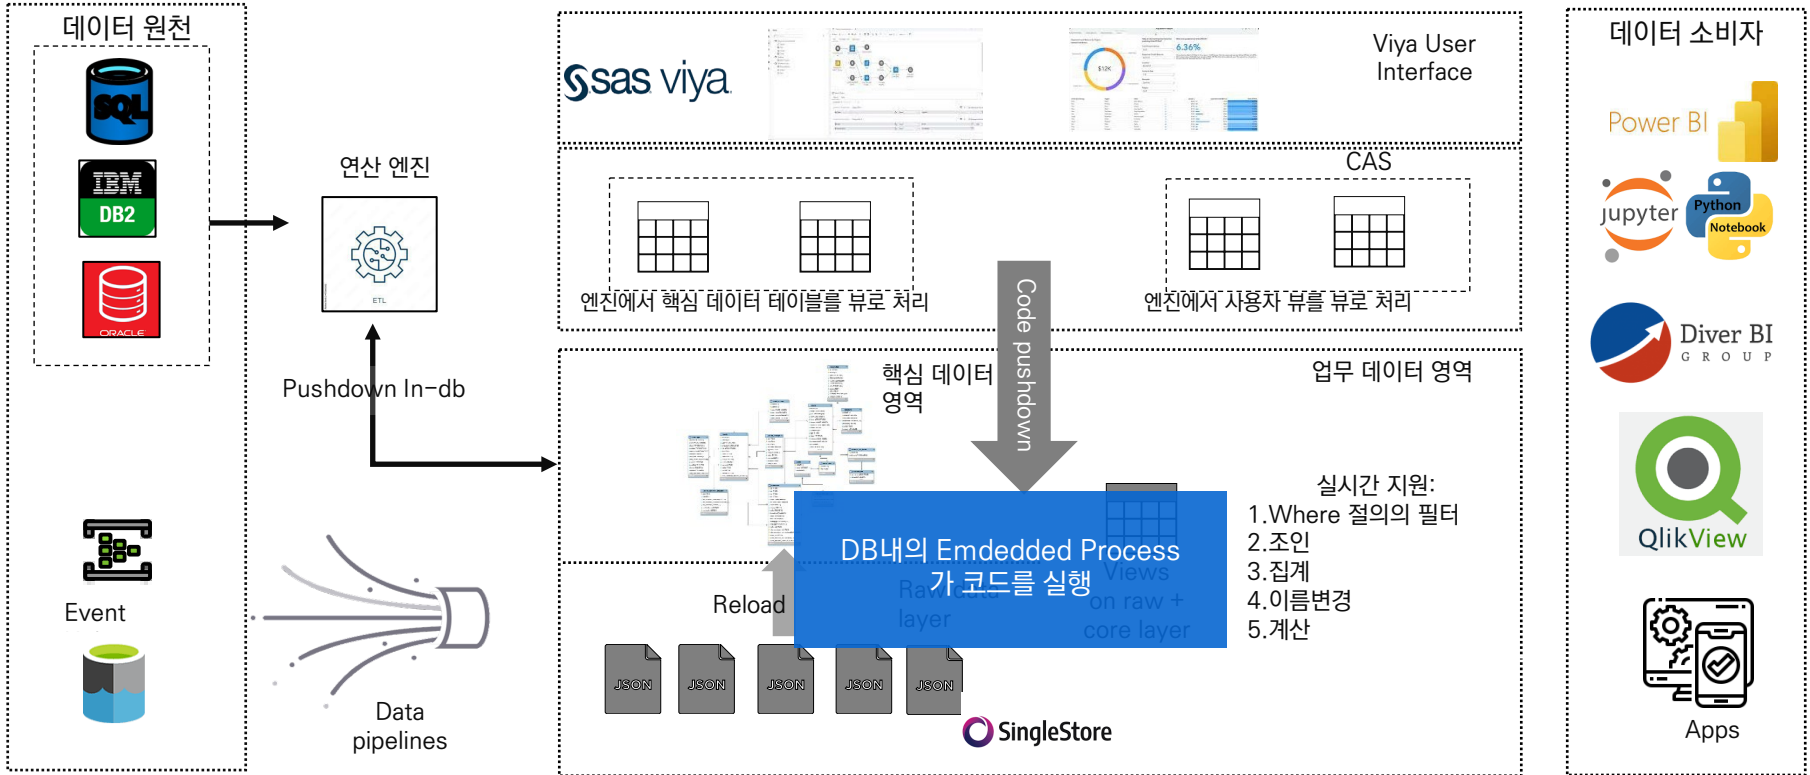 데이터 원천
SQL
IBM
DB2
ORACLE
Event
연산 엔진
ETL
Pushdown In-db
Data
pipelines
sas viya
$12K
6.36%
Viya User
Interface
CAS
엔진에서 핵심 데이터 테이블를 뷰로 처리
엔진에서 사용자 뷰를 뷰로 처리
Code pushdown
핵심 데이터
영역
업무 데이터 영역
DB내의 Emdedded Process
가 코드를 실행
Reload
Raw data
layer
Views
on raw +
core layer
실시간 지원:
1.Where 절의의 필터
2.조인
3.집계
4.이름변경
5.계산
JSON
JSON
JSON
JSON
JSON
SingleStore
데이터 소비자
Power BI
jupyter
Python
Notebook
Diver BI
GROUP
QlikView
Apps